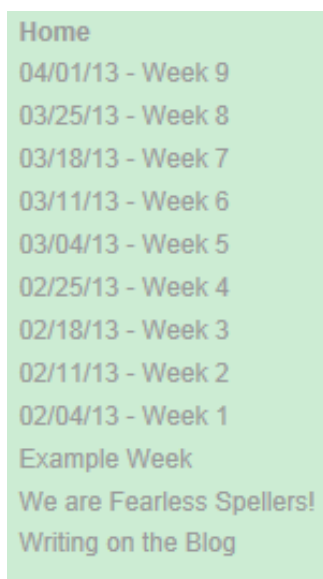 Home
04/01/13 - Week 9
03/25/13 - Week 8
03/18/13 - Week 7
03/11/13 - Week 6
03/04/13 - Week 5
02/25/13 - Week 4
02/18/13 - Week 3
02/11/13 - Week 2
02/04/13 - Week 1
Example Week
We are Fearless Spellers!
Writing on the Blog